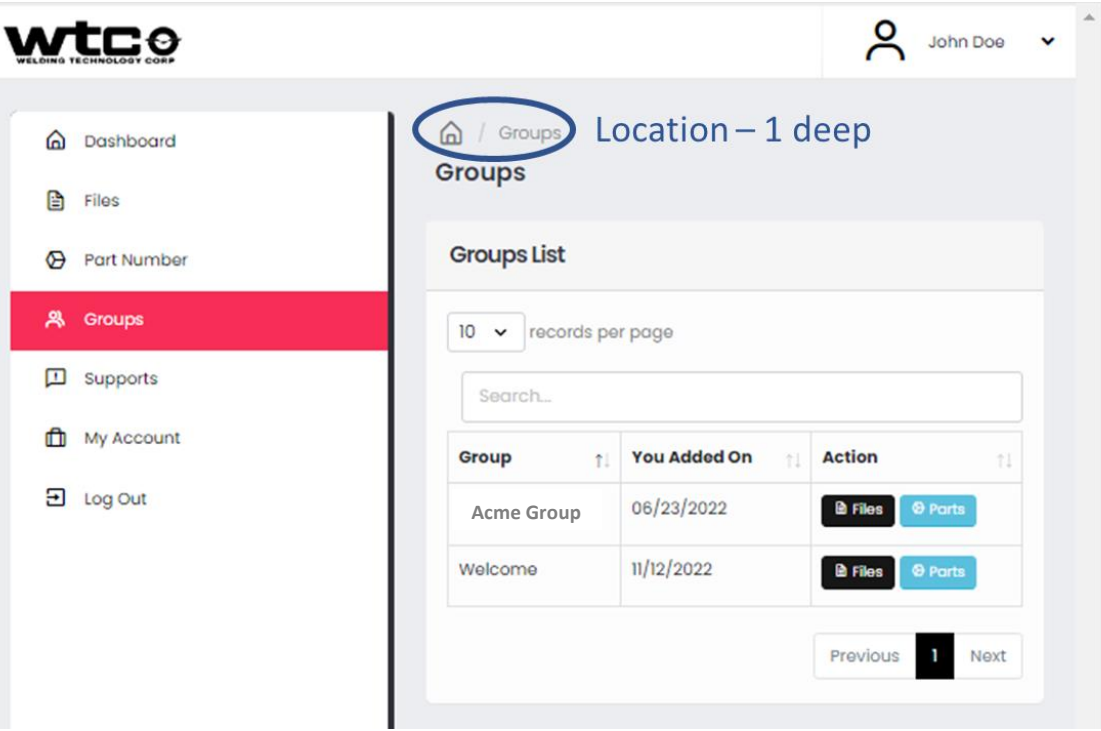 wtco
WELDING TECHNOLOGY CORP
John Doe
Dashboard
Files
Part Number
Groups
Supports
My Account
Log Out
/ Groups
Location – 1 deep
Groups
Groups List
10 records per page
Search...
Group You Added On Action
Acme Group 06/23/2022 Files Parts
Welcome 11/12/2022 Files Parts
Previous 1 Next